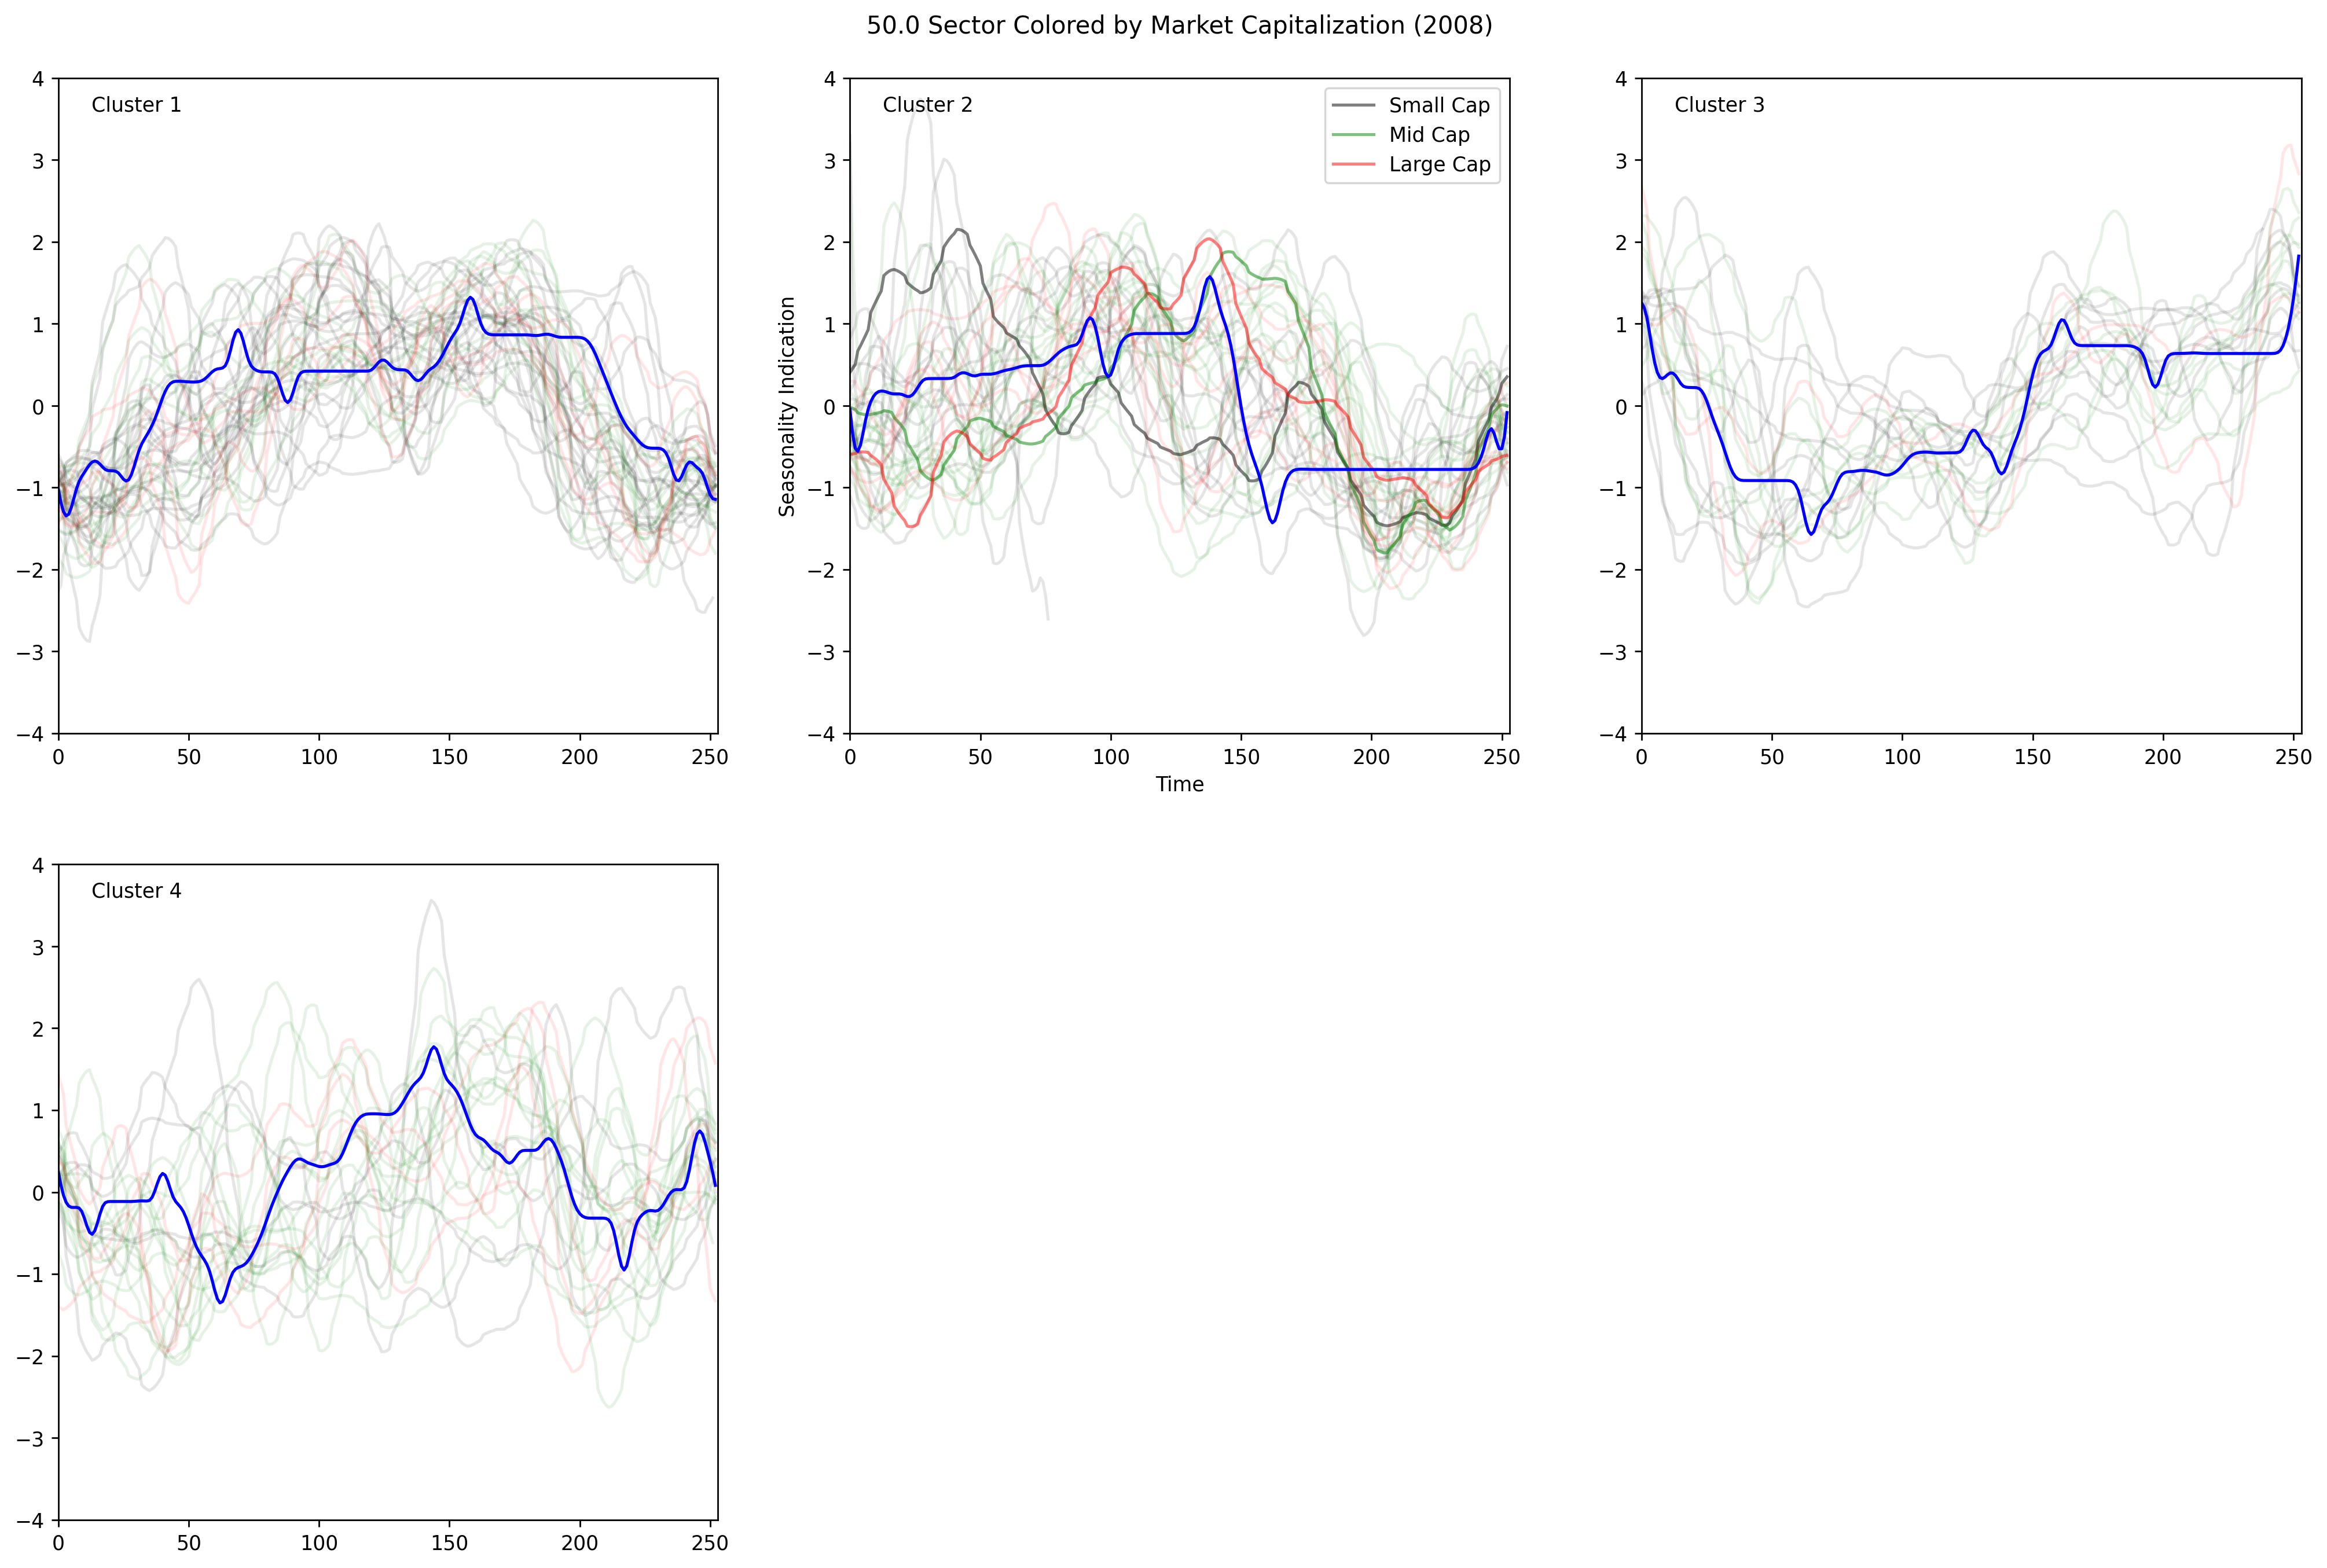 50.0 Sector Colored by Market Capitalization (2008)
Cluster 1
4
3
2
1
0
−1
−2
−3
−4
0 50 100 150 200 250
Cluster 2
Small Cap
Mid Cap
Large Cap
Seasonality Indication
4
3
2
1
0
−1
−2
−3
−4
0 50 100 150 200 250
Time
Cluster 3
4
3
2
1
0
−1
−2
−3
−4
0 50 100 150 200 250
Cluster 4
4
3
2
1
0
−1
−2
−3
−4
0 50 100 150 200 250